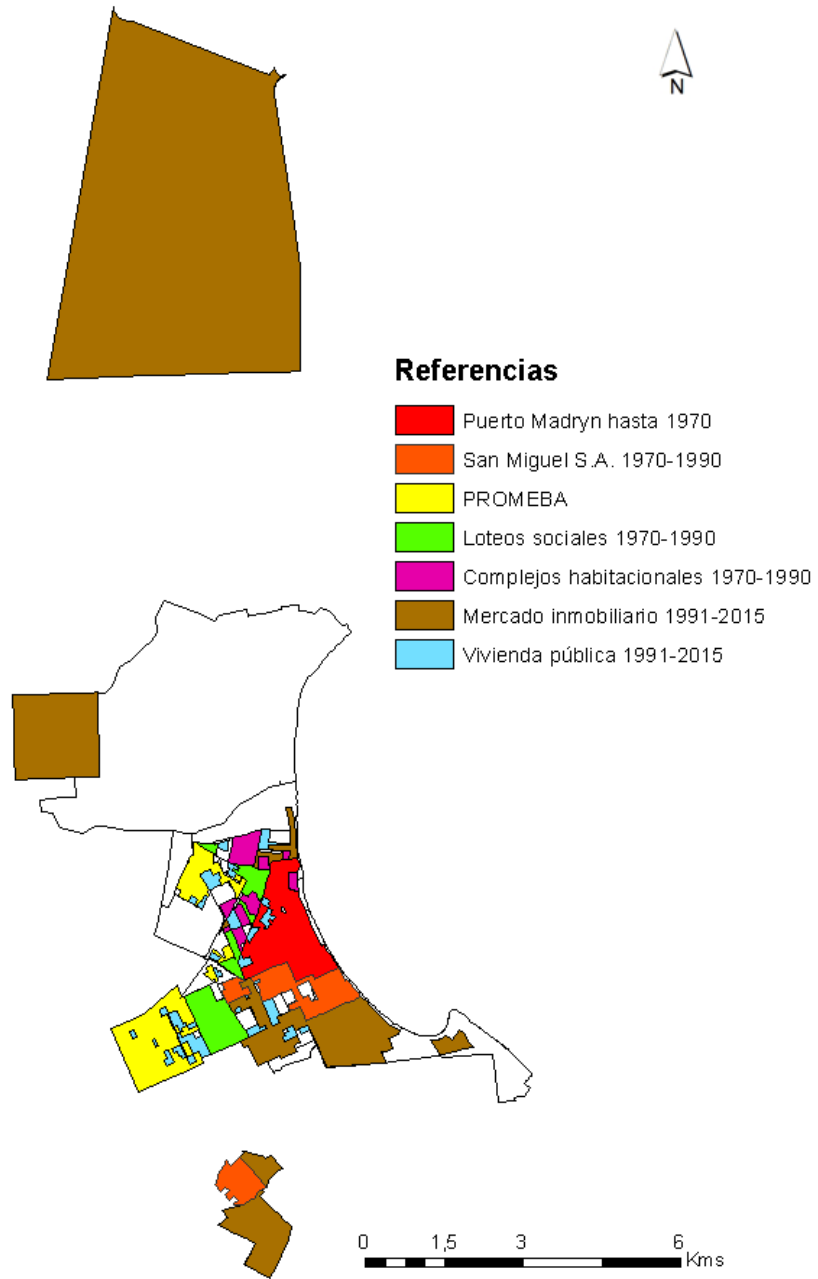 N
Referencias
Puerto Madryn hasta 1970
San Miguel S.A. 1970-1990
PROMEBA
Loteos sociales 1970-1990
Complejos habitacionales 1970-1990
Mercado inmobiliario 1991-2015
Vivienda pública 1991-2015
0 1,5 3 6
Kms